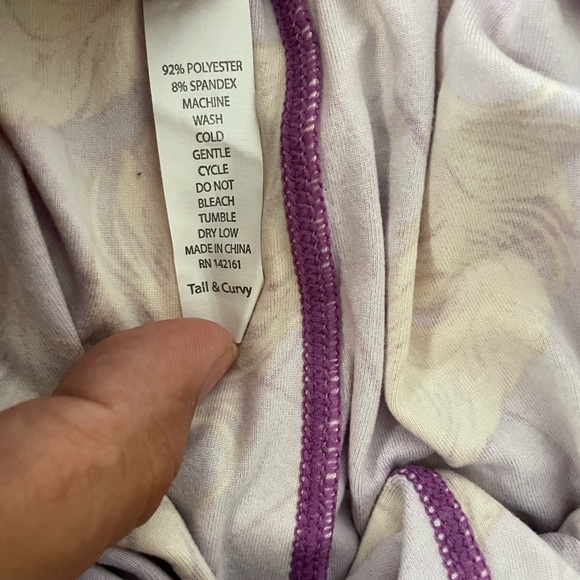 92% POLYESTER
8% SPANDEX
MACHINE
WASH
COLD
GENTLE
CYCLE
DO NOT
BLEACH
TUMBLE
DRY LOW
MADE IN CHINA
RN 142161
Tall & Curvy